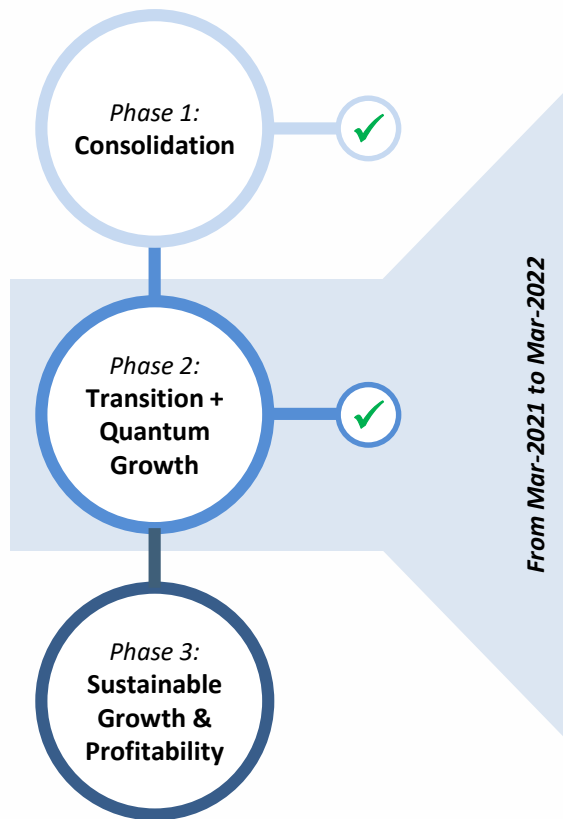 Phase 1:
Consolidation
Phase 2:
Transition +
Quantum
Growth
From Mar-2021 to Mar-2022
Phase 3:
Sustainable
Growth &
Profitability